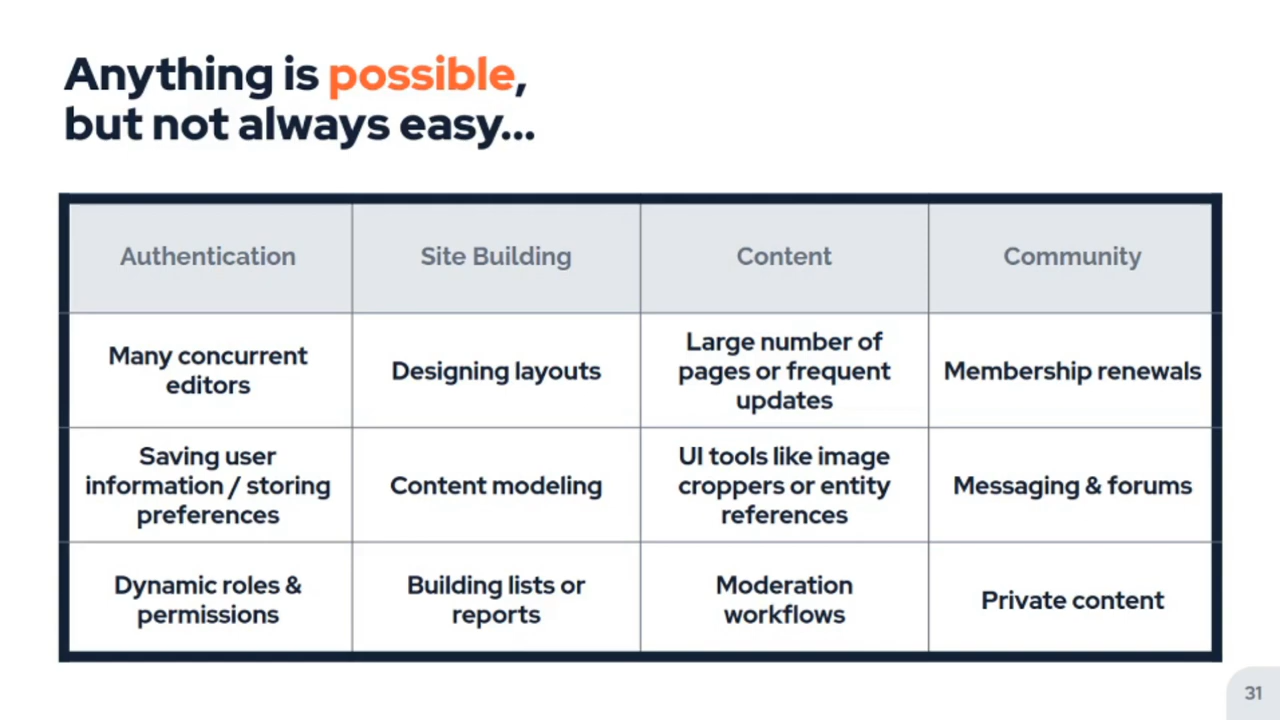 Anything is possible,
but not always easy...
Authentication
Site Building
Content
Community
Many concurrent
editors
Designing layouts
Large number of
pages or frequent
updates
Membership renewals
Saving user
information / storing
preferences
Content modeling
UI tools like image
croppers or entity
references
Messaging & forums
Dynamic roles &
permissions
Building lists or
reports
Moderation
workflows
Private content
31